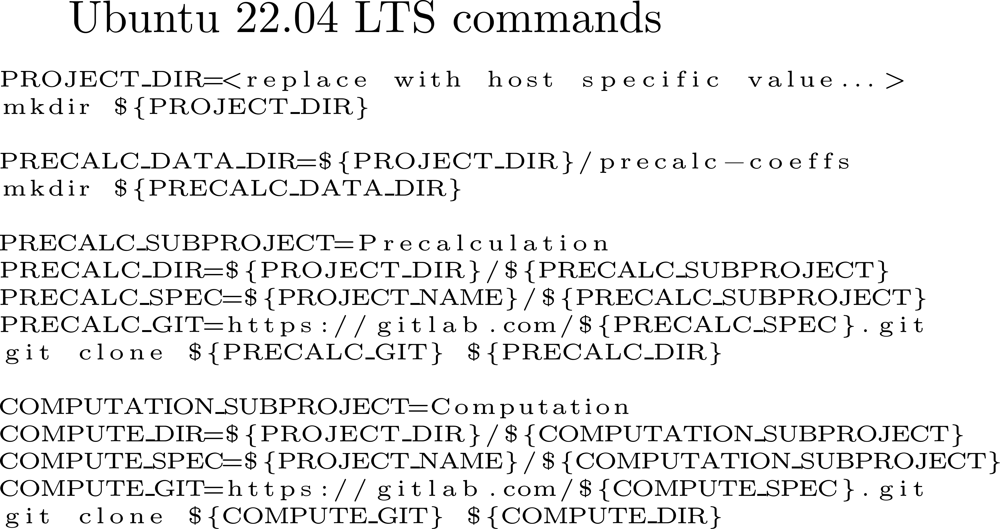 Ubuntu 22.04 LTS commands
PROJECT_DIR=<replace with host specific value...>
mkdir ${PROJECT_DIR}
PRECALC_DATA_DIR=${PROJECT_DIR}/precalc-coeffs
mkdir ${PRECALC_DATA_DIR}
PRECALC_SUBPROJECT=Precalculation
PRECALC_DIR=${PROJECT_DIR}/${PRECALC_SUBPROJECT}
PRECALC_SPEC=${PROJECT_NAME}/${PRECALC_SUBPROJECT}
PRECALC_GIT=https://gitlab.com/${PRECALC_SPEC}.git
git clone ${PRECALC_GIT} ${PRECALC_DIR}
COMPUTATION_SUBPROJECT=Computation
COMPUTE_DIR=${PROJECT_DIR}/${COMPUTATION_SUBPROJECT}
COMPUTE_SPEC=${PROJECT_NAME}/${COMPUTATION_SUBPROJECT}
COMPUTE_GIT=https://gitlab.com/${COMPUTE_SPEC}.git
git clone ${COMPUTE_GIT} ${COMPUTE_DIR}